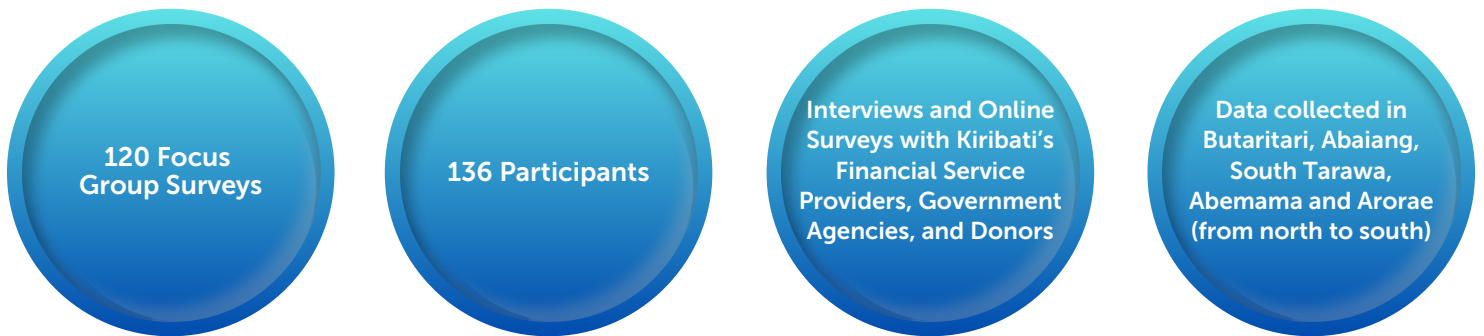 120 Focus
Group Surveys
136 Participants
Interviews and Online
Surveys with Kiribati’s
Financial Service
Providers, Government
Agencies, and Donors
Data collected in
Butaritari, Abaiang,
South Tarawa,
Abemama and Arorae
(from north to south)